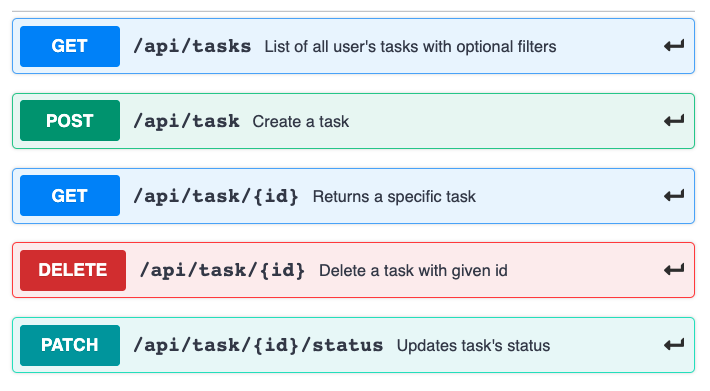 GET /api/tasks List of all user's tasks with optional filters
POST /api/task Create a task
GET /api/task/{id} Returns a specific task
DELETE /api/task/{id} Delete a task with given id
PATCH /api/task/{id}/status Updates task's status